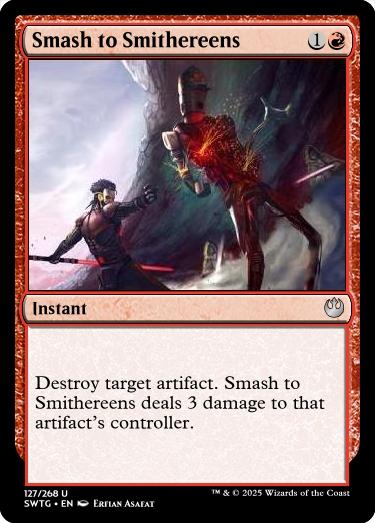 Smash to Smithereens 1
Instant
Destroy target artifact. Smash to
Smithereens deals 3 damage to that
artifact's controller.
127/268 U
SWTG • EN Erfian Asafat
™ & © 2025 Wizards of the Coast